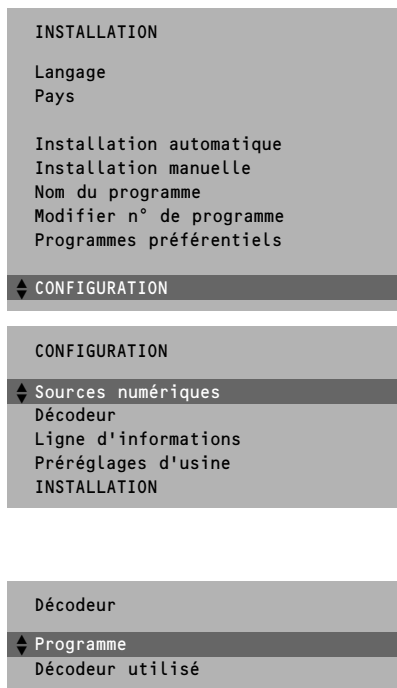 INSTALLATION
Langage
Pays
Installation automatique
Installation manuelle
Nom du programme
Modifier n° de programme
Programmes préférentiels
CONFIGURATION
CONFIGURATION
Sources numériques
Décodeur
Ligne d'informations
Préréglages d'usine
INSTALLATION
Décodeur
Programme
Décodeur utilisé